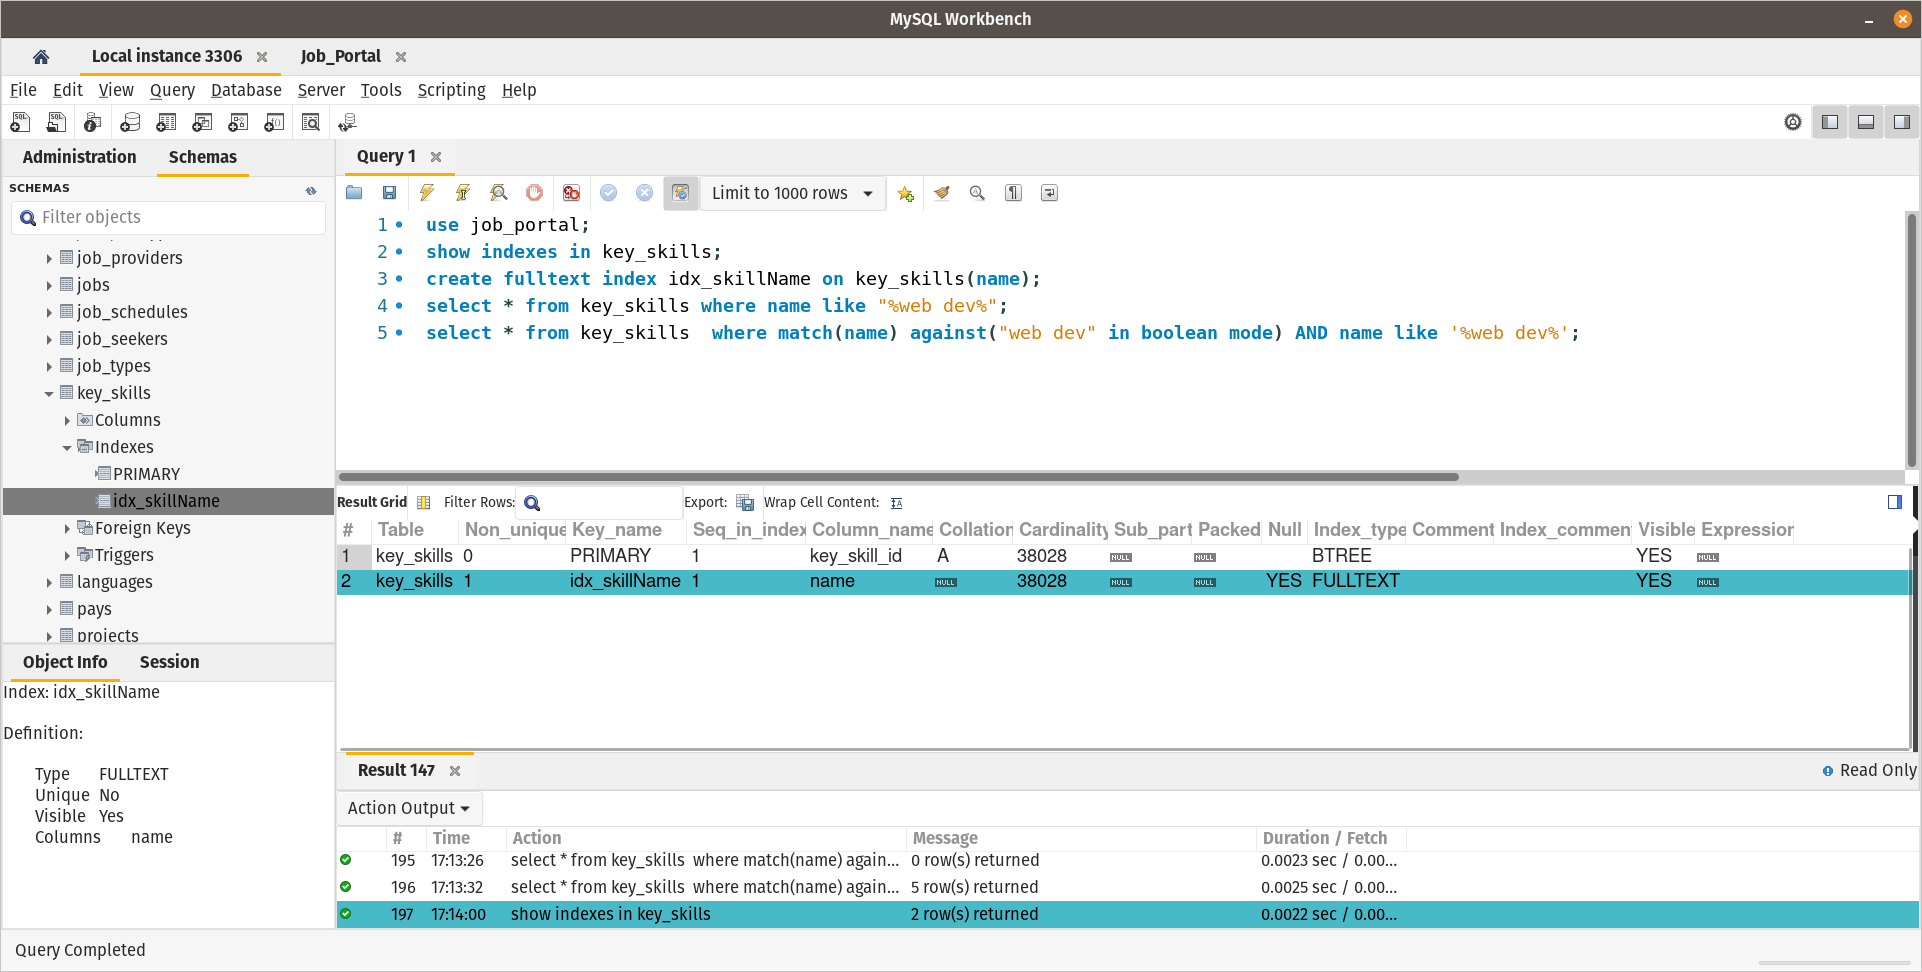 MySQL Workbench
Local instance 3306 Job_Portal
File Edit View Query Database Server Tools Scripting Help
Administration Schemas
SCHEMAS
Filter objects
job_providers
jobs
job_schedules
job_seekers
job_types
key_skills
Columns
Indexes
PRIMARY
idx_skillName
Foreign Keys
Triggers
languages
pays
projects
Object Info Session
Index: idx_skillName
Definition:
Type FULLTEXT
Unique No
Visible Yes
Columns name
Query 1
Limit to 1000 rows
1 use job_portal;
2 show indexes in key_skills;
3 create fulltext index idx_skillName on key_skills(name);
4 select * from key_skills where name like "%web dev%";
5 select * from key_skills  where match(name) against("web dev" in boolean mode) AND name like '%web dev%';
Result Grid Filter Rows: Export: Wrap Cell Content:
# Table Non_unique Key_name Seq_in_index Column_name Collation Cardinality Sub_part Packed Null Index_type Comment Index_commen Visible Expression
1 key_skills 0 PRIMARY 1 key_skill_id A 38028 NULL NULL BTREE YES NULL
2 key_skills 1 idx_skillName 1 name NULL 38028 NULL NULL YES FULLTEXT YES NULL
Result 147 Read Only
Action Output
# Time Action Message Duration / Fetch
195 17:13:26 select * from key_skills  where match(name) again... 0 row(s) returned 0.0023 sec / 0.00...
196 17:13:32 select * from key_skills  where match(name) again... 5 row(s) returned 0.0025 sec / 0.00...
197 17:14:00 show indexes in key_skills 2 row(s) returned 0.0022 sec / 0.00...
Query Completed